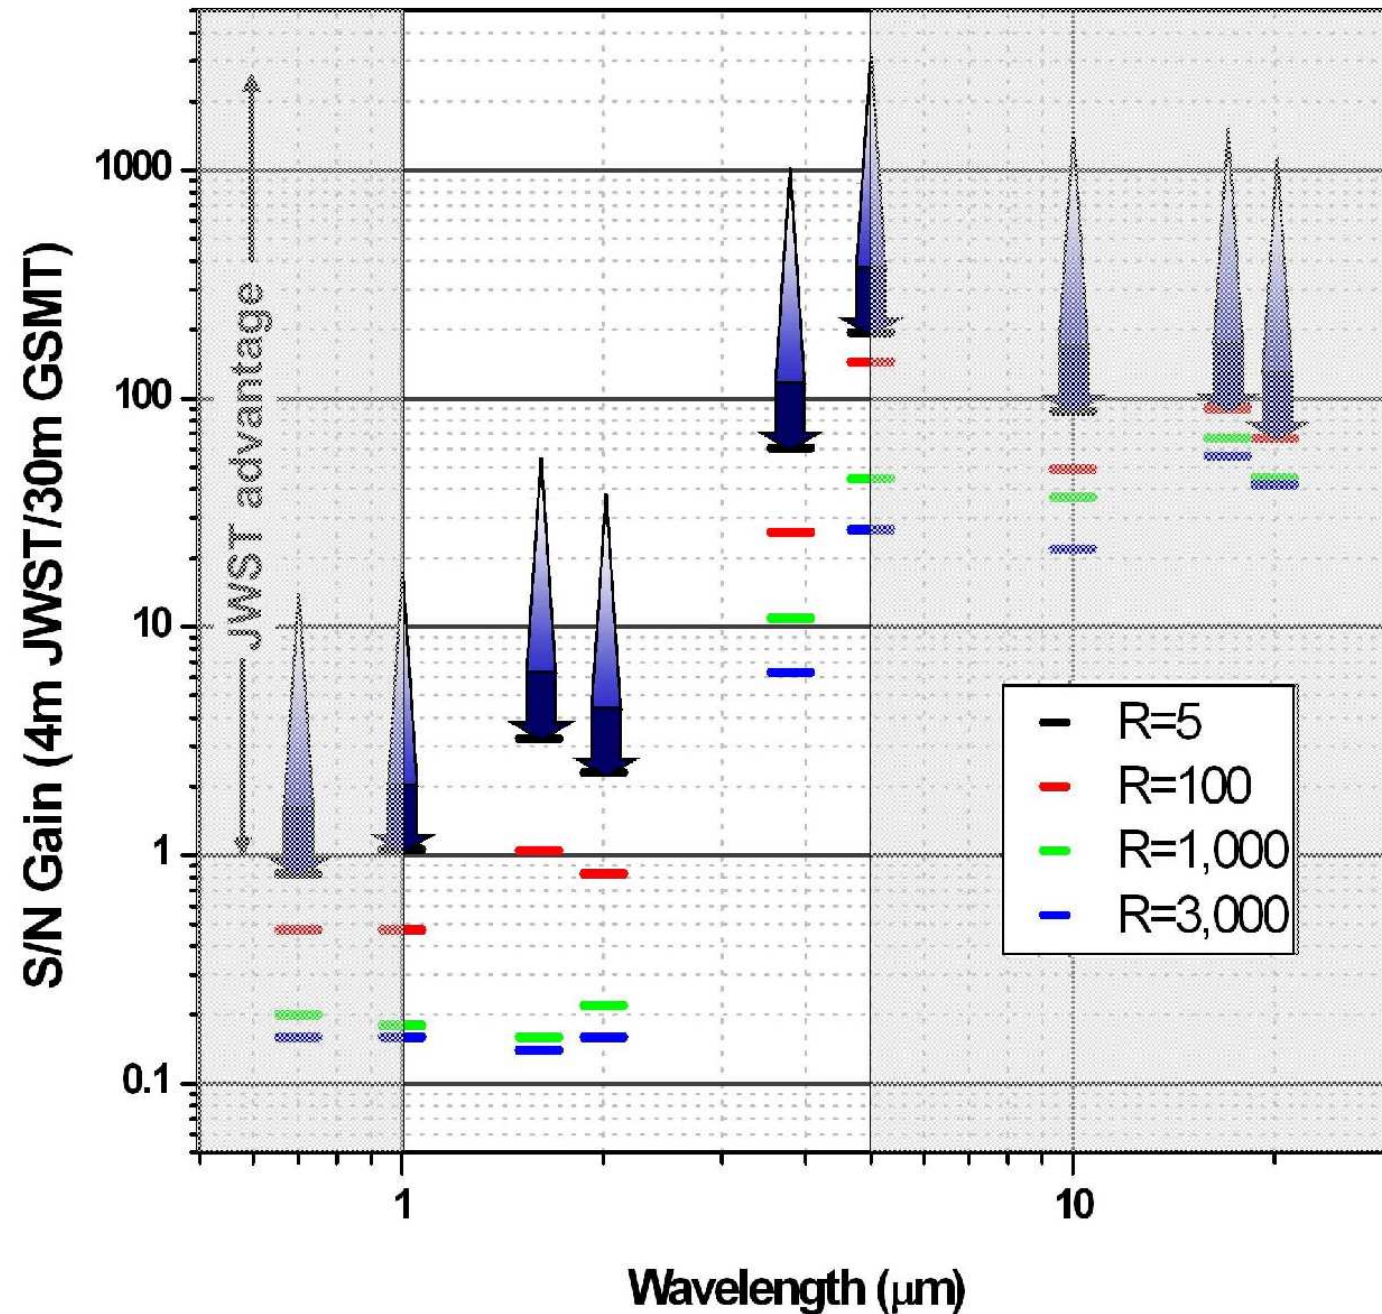 S/N Gain (4m JWST/30m GSMT)
1000
100
10
1
0.1
JWST advantage
R=5
R=100
R=1,000
R=3,000
1
10
Wavelength (μm)